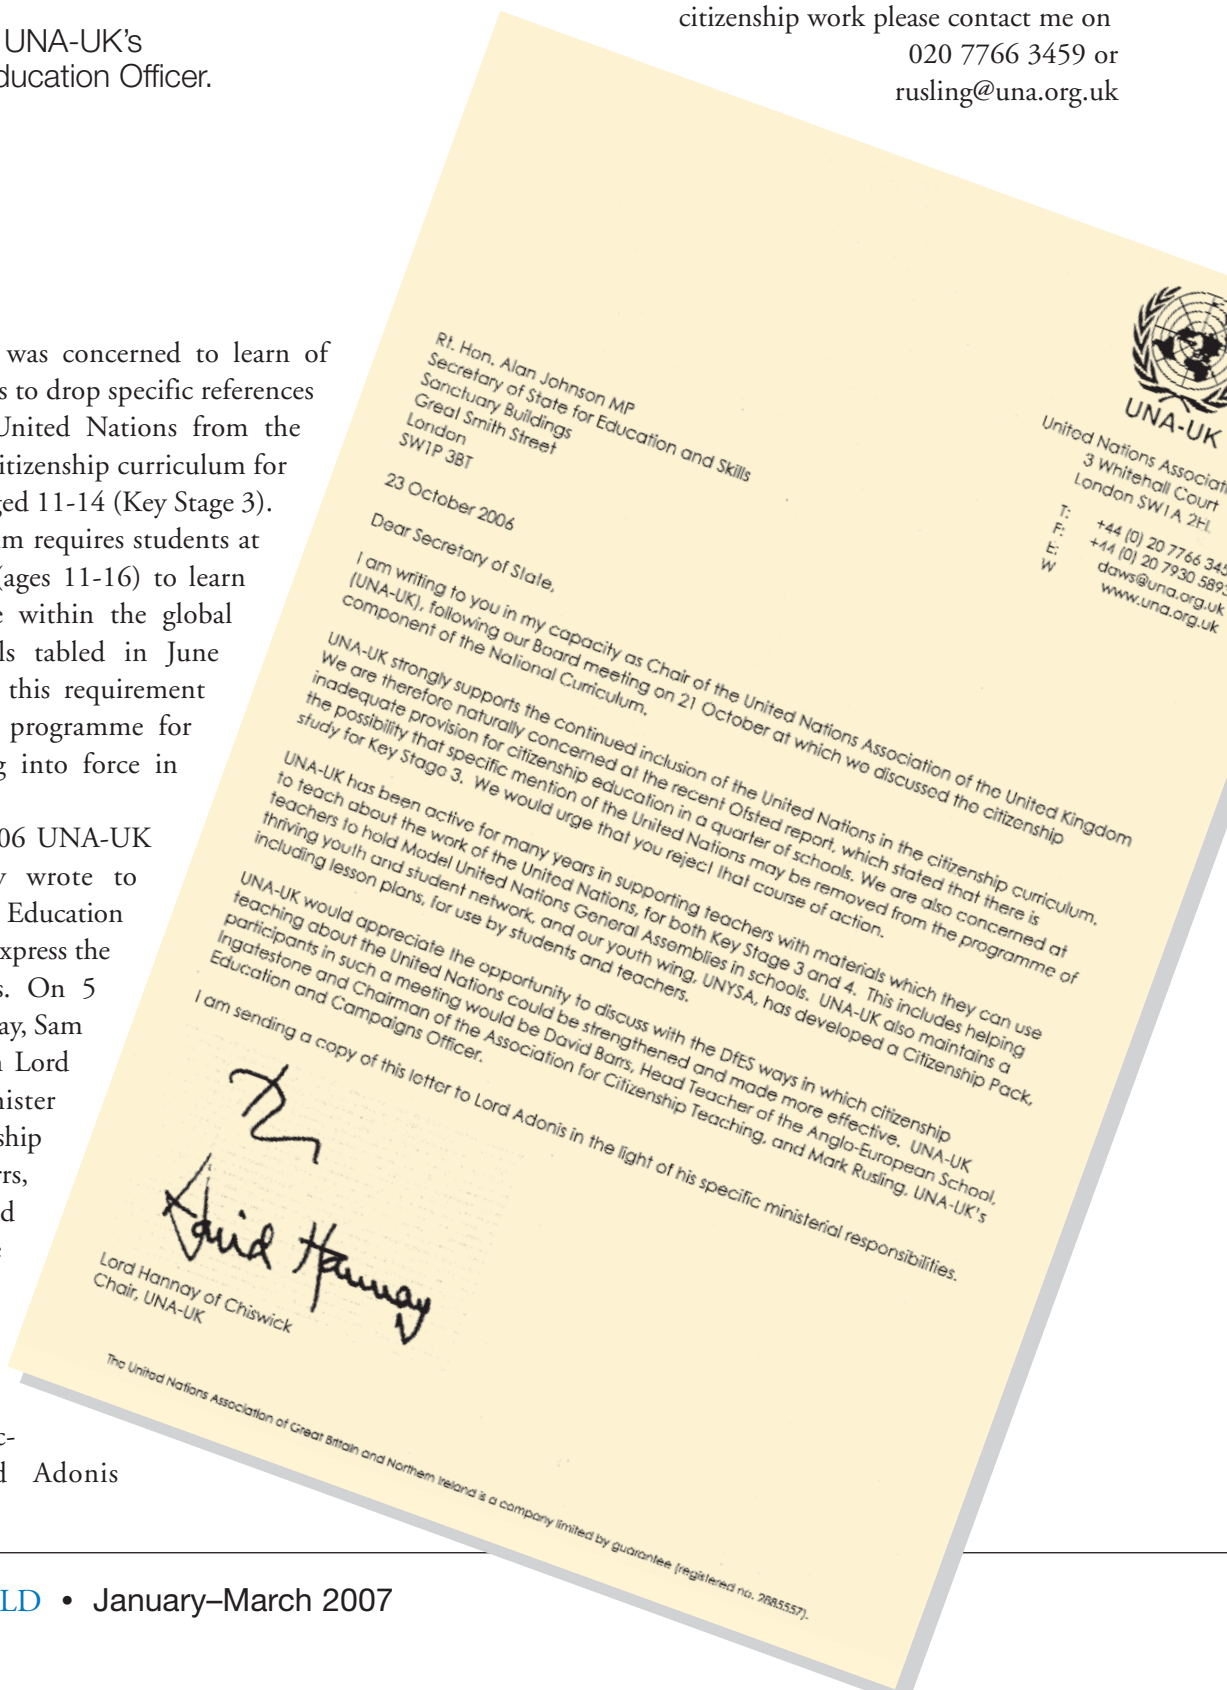 UNA-UK's
ducation Officer.
citizenship work please contact me on
020 7766 3459 or
rusling@una.org.uk
was concerned to learn of
s to drop specific references
United Nations from the
itizenship curriculum for
ged 11-14 (Key Stage 3).
m requires students at
(ages 11-16) to learn
e within the global
ls tabled in June
this requirement
programme for
g into force in
06 UNA-UK
y wrote to
Education
xpress the
s. On 5
ay, Sam
n Lord
nister
ship
rrs,
d
c-
d Adonis
UNA-UK
United Nations Associati
3 Whitehall Court
London SW1A 2HL
T: +44 (0) 20 7766 345
F: +44 (0) 20 7930 5893
E: daws@una.org.uk
W www.una.org.uk
Rt. Hon. Alan Johnson MP
Secretary of State for Education and Skills
Sanctuary Buildings
Great Smith Street
London
SW1P 3BT
23 October 2006
Dear Secretary of State,
I am writing to you in my capacity as Chair of the United Nations Association of the United Kingdom
(UNA-UK), following our Board meeting on 21 October at which we discussed the citizenship
component of the National Curriculum.
UNA-UK strongly supports the continued inclusion of the United Nations in the citizenship curriculum.
We are therefore naturally concerned at the recent Ofsted report, which stated that there is
inadequate provision for citizenship education in a quarter of schools. We are also concerned at
the possibility that specific mention of the United Nations may be removed from the programme of
study for Key Stage 3. We would urge that you reject that course of action.
UNA-UK has been active for many years in supporting teachers with materials which they can use
to teach about the work of the United Nations, for both Key Stage 3 and 4. This includes helping
teachers to hold Model United Nations General Assemblies in schools. UNA-UK also maintains a
thriving youth and student network, and our youth wing, UNYSA, has developed a Citizenship Pack,
including lesson plans, for use by students and teachers.
UNA-UK would appreciate the opportunity to discuss with the DfES ways in which citizenship
teaching about the United Nations could be strengthened and made more effective. UNA-UK
participants in such a meeting would be David Barrs, Head Teacher of the Anglo-European School,
Ingatestone and Chairman of the Association for Citizenship Teaching, and Mark Rusling, UNA-UK's
Education and Campaigns Officer.
I am sending a copy of this letter to Lord Adonis in the light of his specific ministerial responsibilities.
David Hannay
Lord Hannay of Chiswick
Chair, UNA-UK
The United Nations Association of Great Britain and Northern Ireland is a company limited by guarantee (registered no. 2885557).
LD • January–March 2007